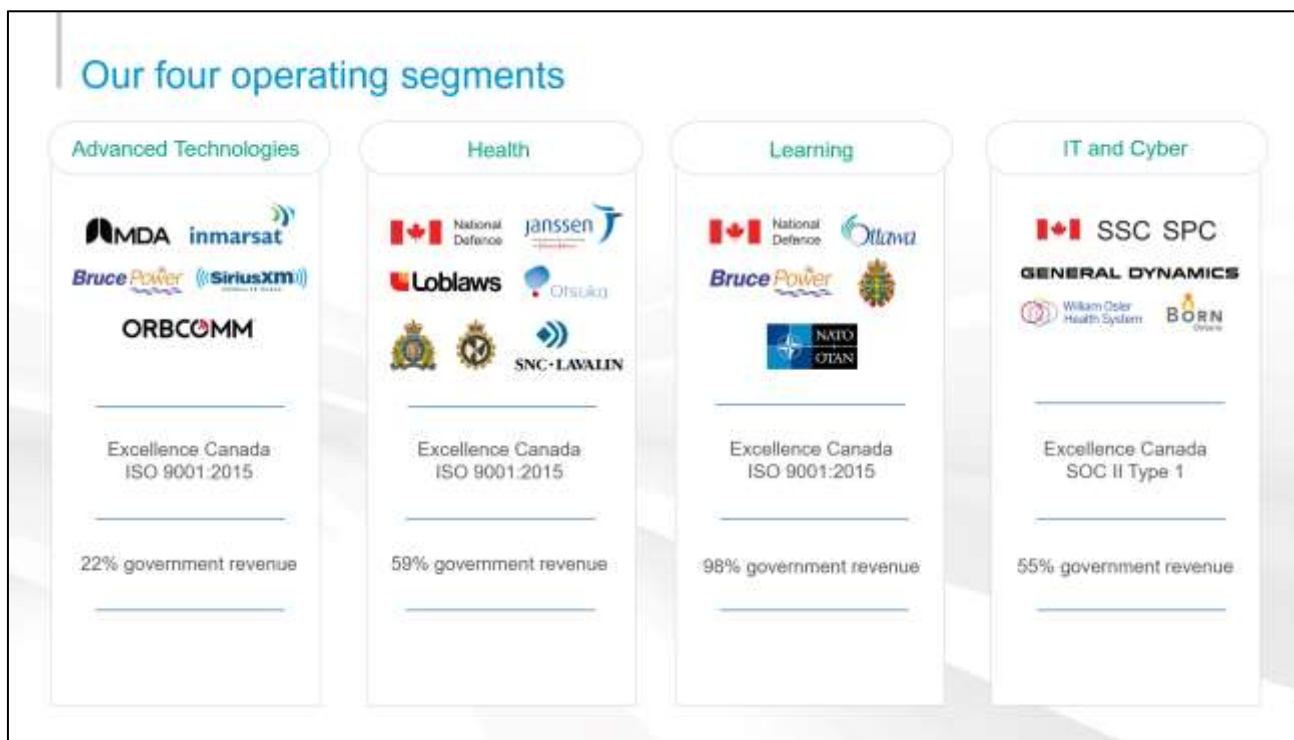 Our four operating segments
Advanced Technologies
MDA
inmarsat
Bruce Power
SiriusXM
ORBCOMM
Excellence Canada
ISO 9001:2015
22% government revenue
Health
National
Defence
janssen
Loblaws
Otsuka
SNC·LAVALIN
Excellence Canada
ISO 9001:2015
59% government revenue
Learning
National
Defence
Ottawa
Bruce Power
NATO
OTAN
Excellence Canada
ISO 9001:2015
98% government revenue
IT and Cyber
SSC SPC
GENERAL DYNAMICS
William Osler
Health System
BORN
Ontario
Excellence Canada
SOC II Type 1
55% government revenue